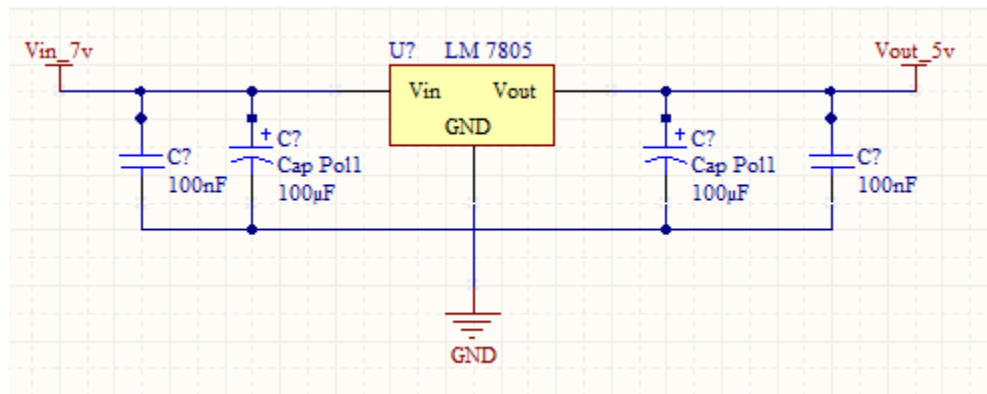 Vin_7v
U? LM 7805
Vout_5v
Vin Vout
GND
C?
100nF
C?
Cap Pol1
100µF
C?
Cap Pol1
100µF
C?
100nF
GND